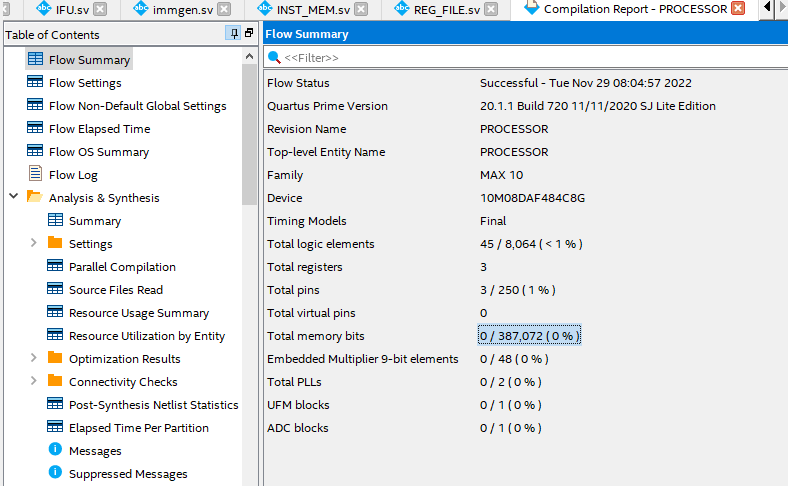 IFU.sv immgen.sv INST_MEM.sv REG_FILE.sv Compilation Report - PROCESSOR
Table of Contents
Flow Summary
Flow Settings
Flow Non-Default Global Settings
Flow Elapsed Time
Flow OS Summary
Flow Log
Analysis & Synthesis
Summary
Settings
Parallel Compilation
Source Files Read
Resource Usage Summary
Resource Utilization by Entity
Optimization Results
Connectivity Checks
Post-Synthesis Netlist Statistics
Elapsed Time Per Partition
Messages
Suppressed Messages
Flow Summary
<<Filter>>
Flow Status Successful - Tue Nov 29 08:04:57 2022
Quartus Prime Version 20.1.1 Build 720 11/11/2020 SJ Lite Edition
Revision Name PROCESSOR
Top-level Entity Name PROCESSOR
Family MAX 10
Device 10M08DAF484C8G
Timing Models Final
Total logic elements 45 / 8,064 ( < 1 % )
Total registers 3
Total pins 3 / 250 ( 1 % )
Total virtual pins 0
Total memory bits 0 / 387,072 ( 0 % )
Embedded Multiplier 9-bit elements 0 / 48 ( 0 % )
Total PLLs 0 / 2 ( 0 % )
UFM blocks 0 / 1 ( 0 % )
ADC blocks 0 / 1 ( 0 % )